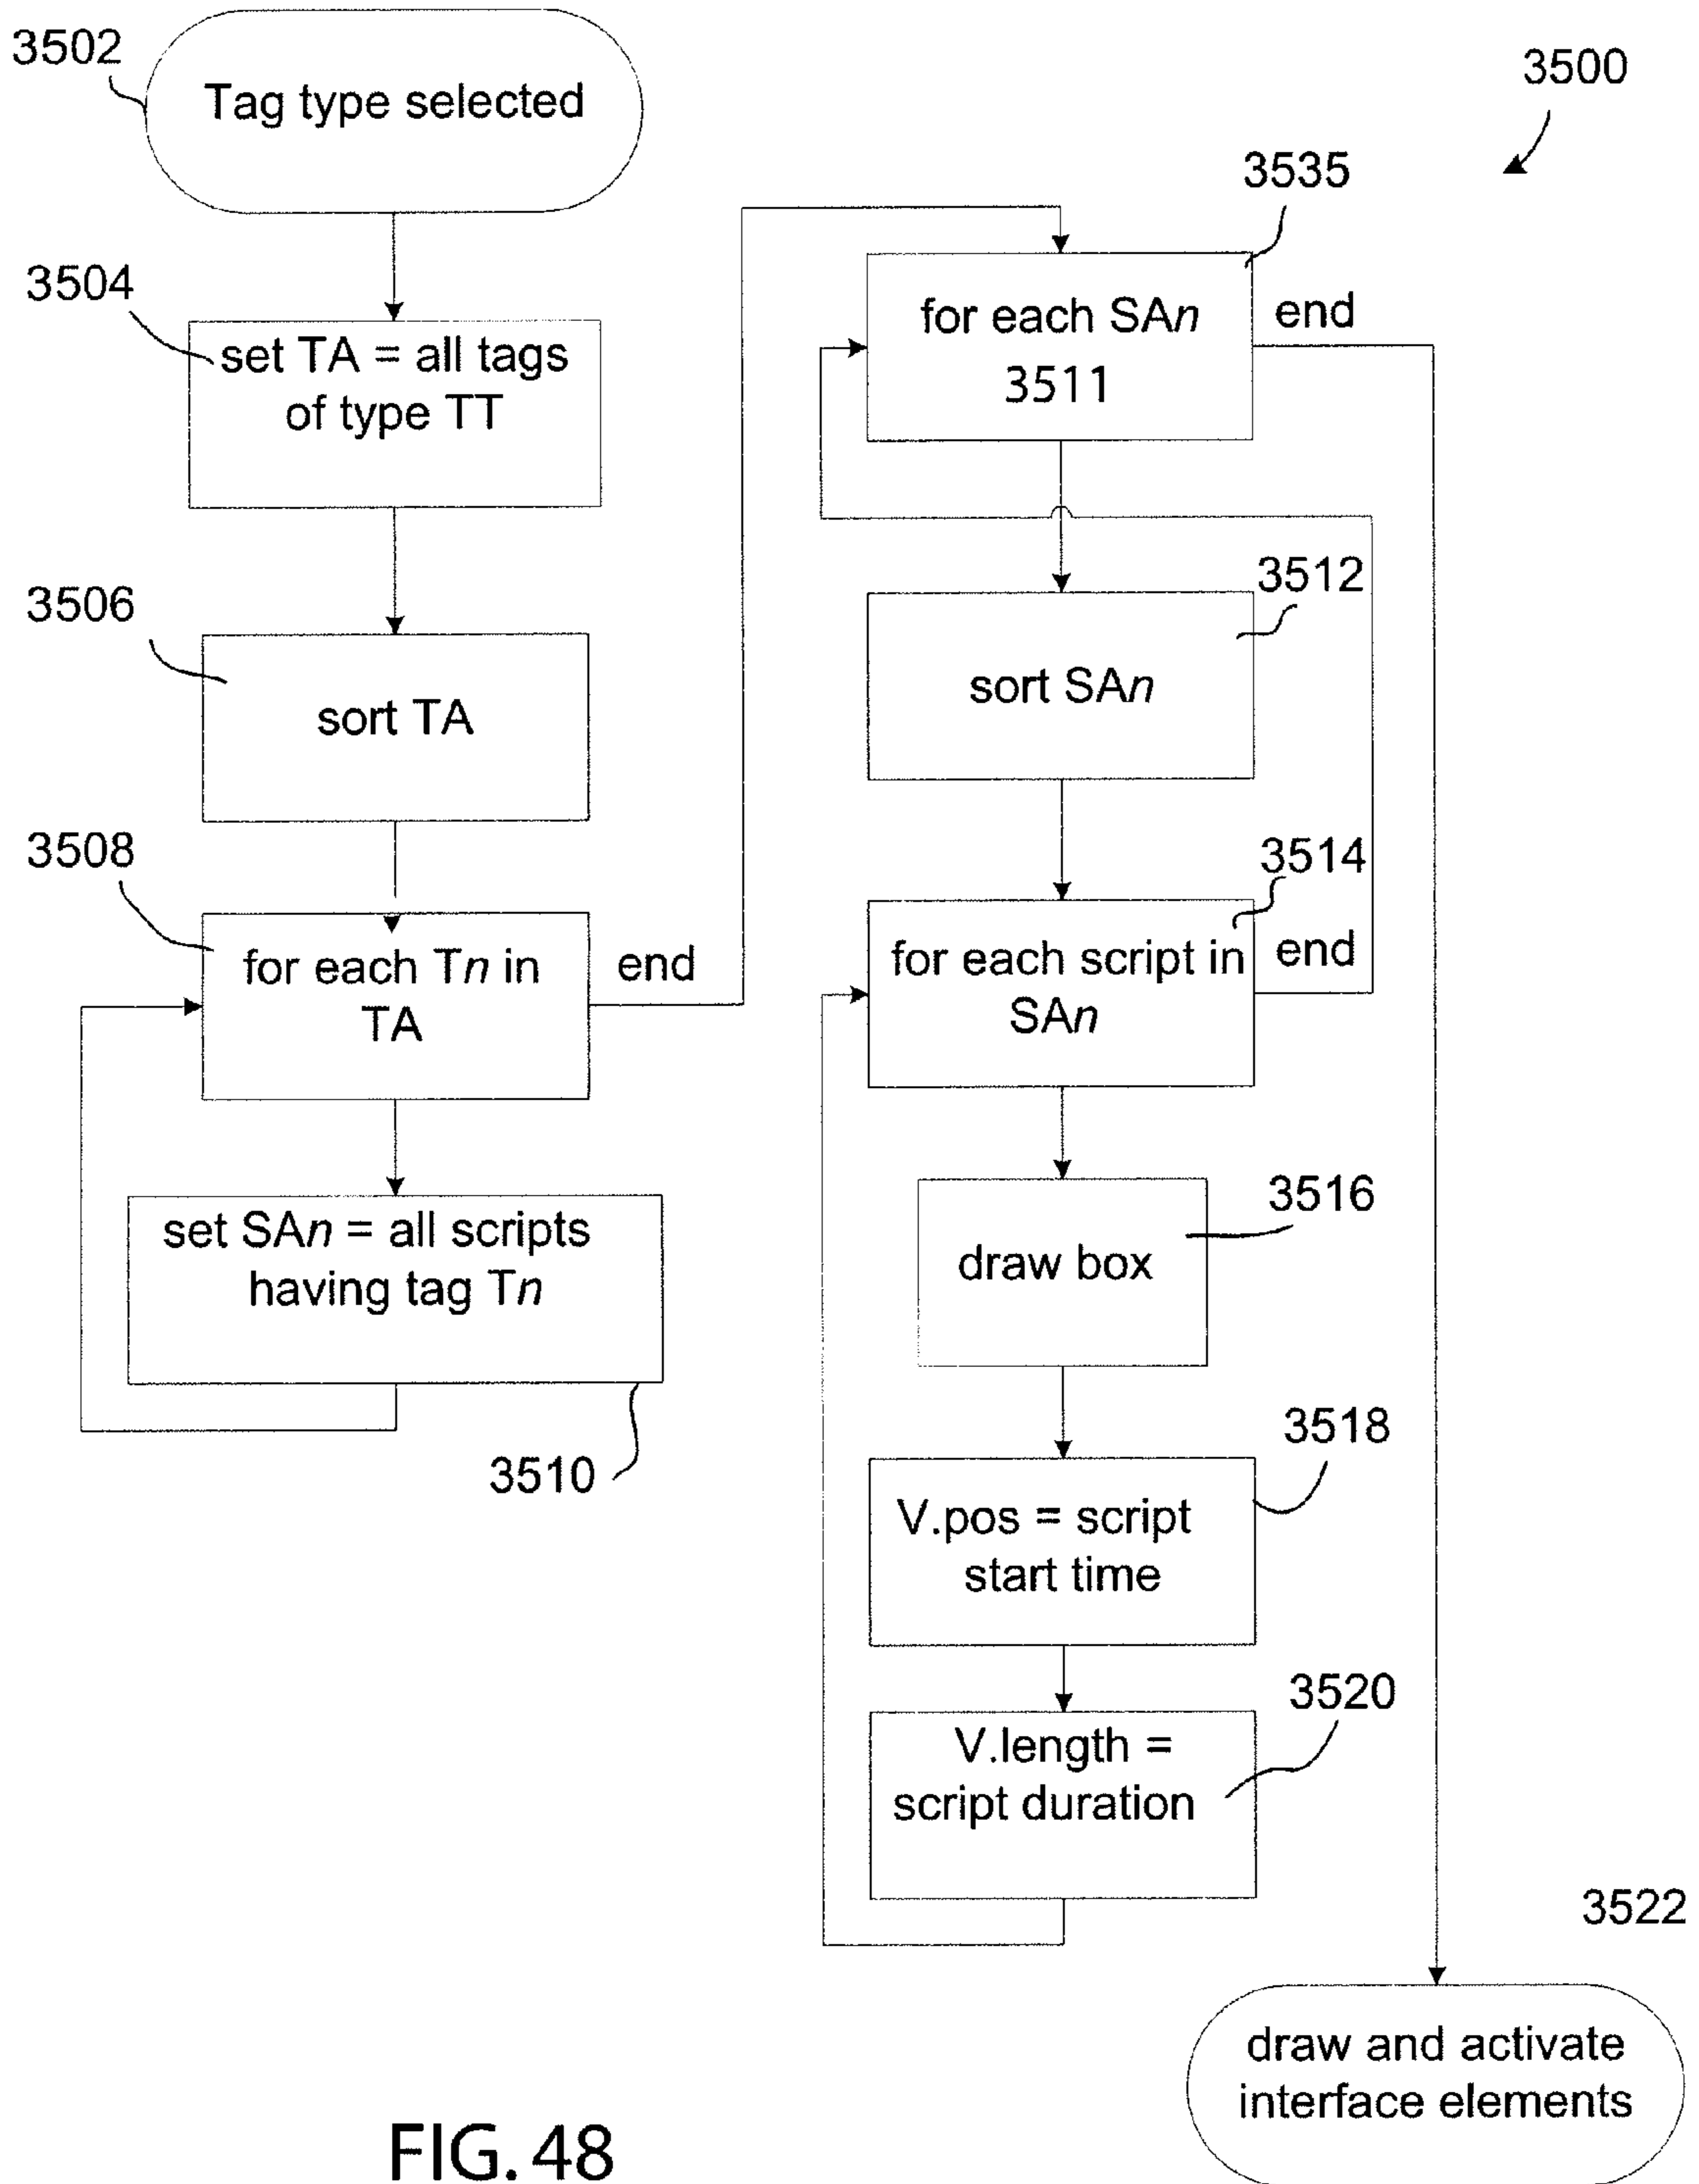 3502
Tag type selected
3504
set TA = all tags
of type TT
3506
sort TA
3508
for each Tn in
TA
end
set SAn = all scripts
having tag Tn
3510
3500
3535
for each SAn
3511
end
3512
sort SAn
3514
for each script in
SAn
end
3516
draw box
3518
V.pos = script
start time
3520
V.length =
script duration
3522
draw and activate
interface elements
FIG. 48